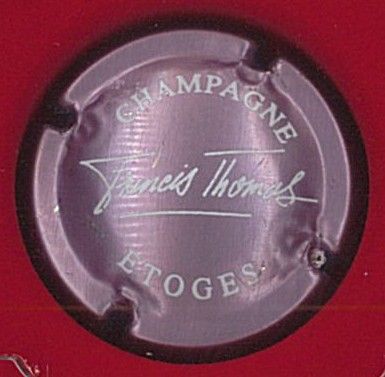 CHAMPAGNE
Francis Thomas
ETOGES